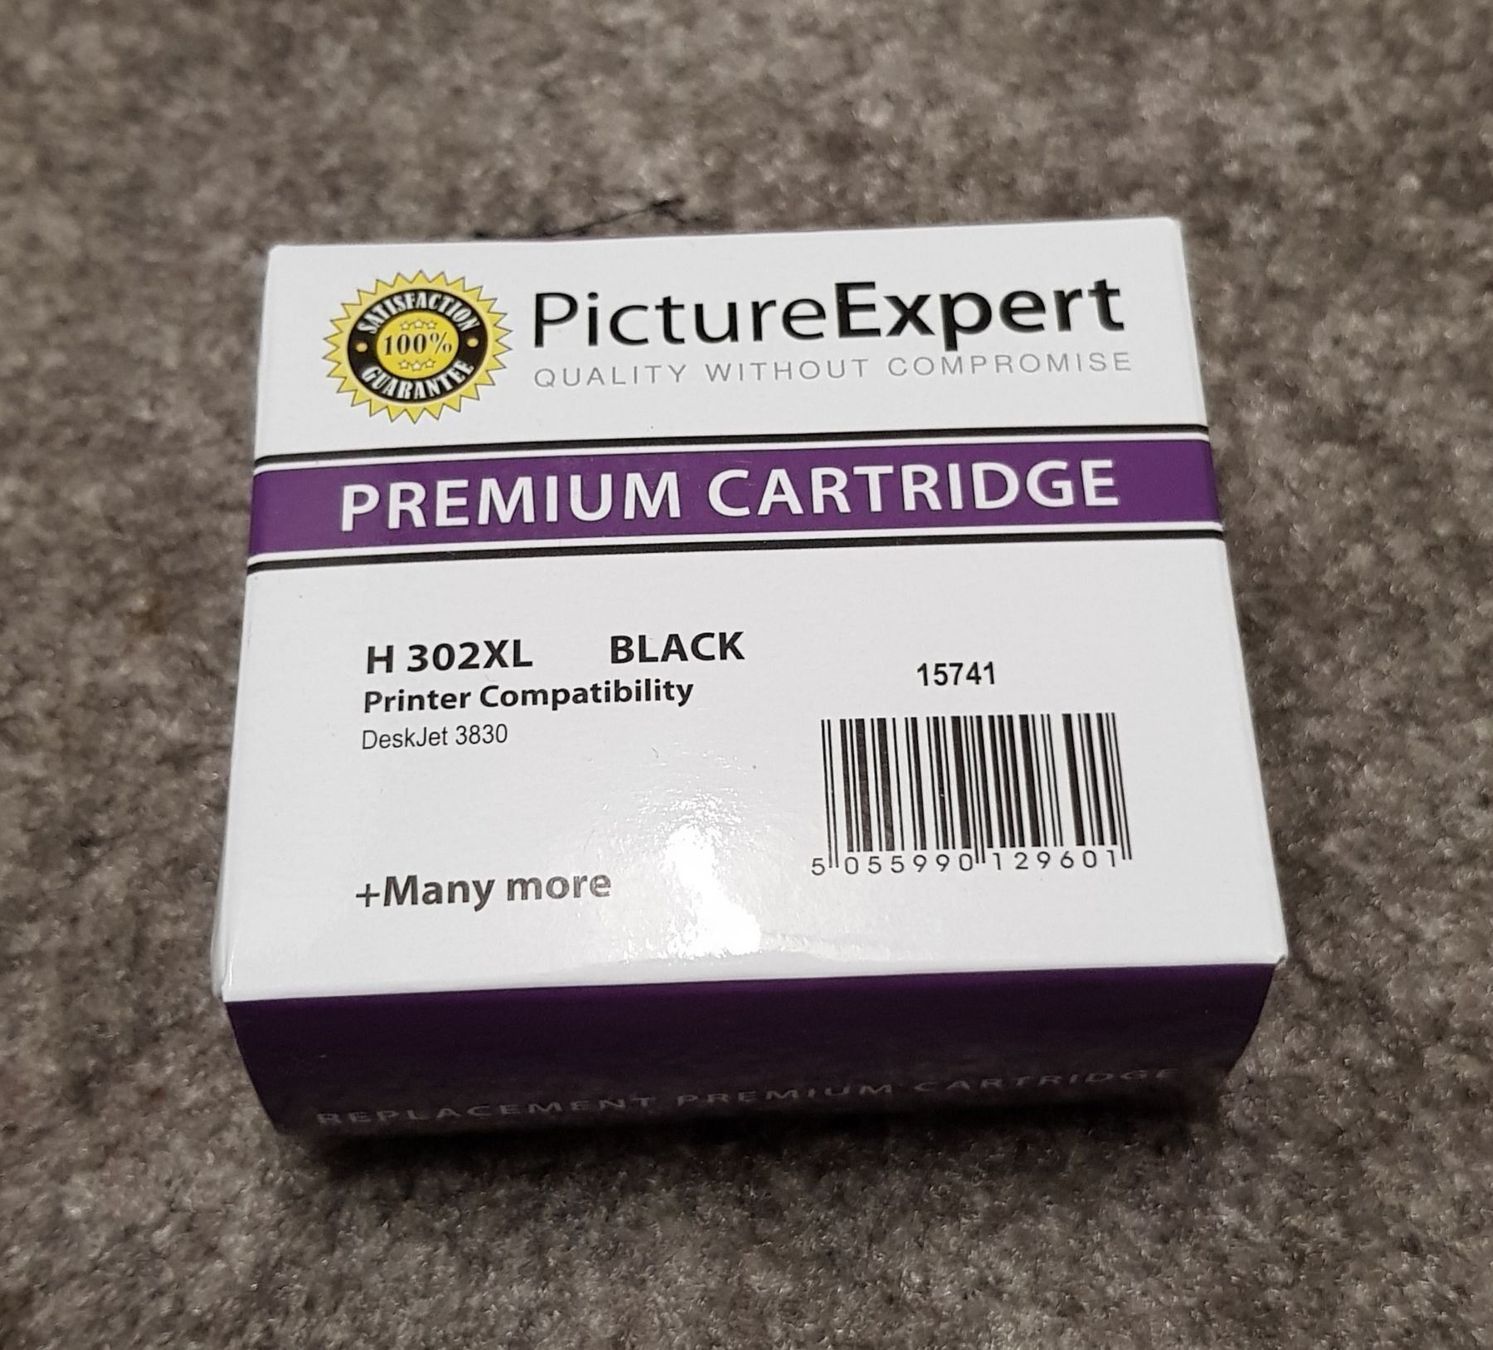 SATISFACTION
100%
GUARANTEE
PictureExpert
QUALITY WITHOUT COMPROMISE
PREMIUM CARTRIDGE
H 302XL BLACK
Printer Compatibility
DeskJet 3830
15741
5 055990 129601
+Many more
REPLACEMENT PREMIUM CARTRIDGE